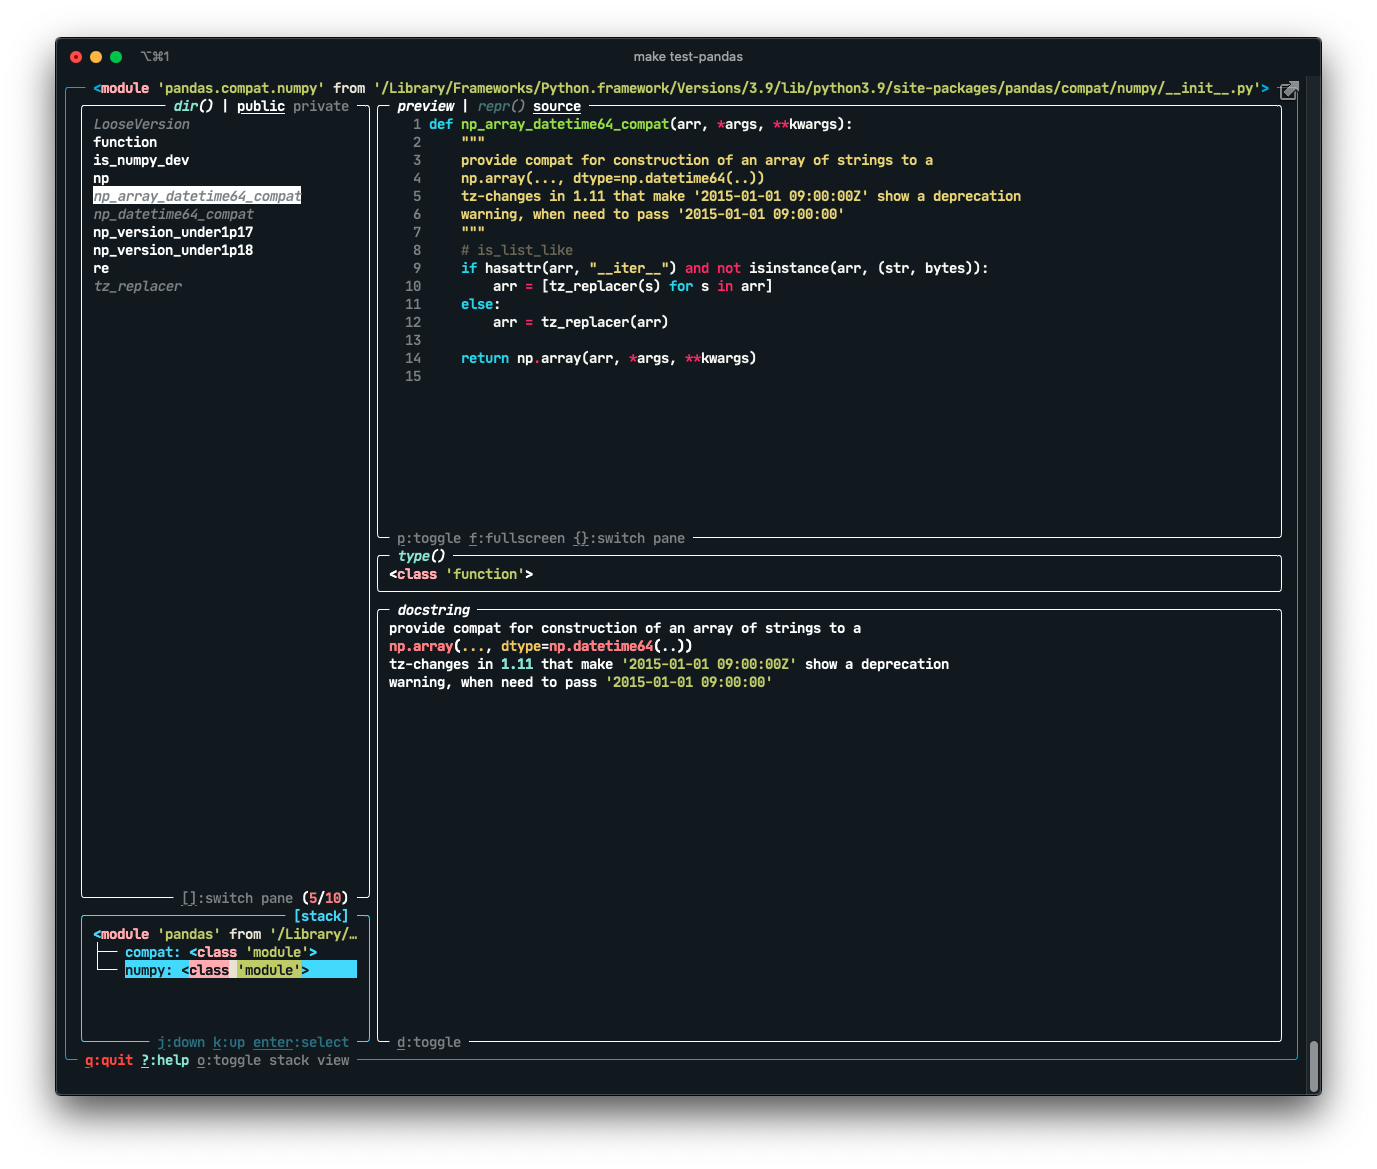 ⌥⌘1 make test-pandas
<module 'pandas.compat.numpy' from '/Library/Frameworks/Python.framework/Versions/3.9/lib/python3.9/site-packages/pandas/compat/numpy/__init__.py'>
dir() | public private
LooseVersion
function
is_numpy_dev
np
np_array_datetime64_compat
np_datetime64_compat
np_version_under1p17
np_version_under1p18
re
tz_replacer
[]:switch pane (5/10)
[stack]
<module 'pandas' from '/Library/…
compat: <class 'module'>
numpy: <class 'module'>
j:down k:up enter:select
preview | repr() source
1 def np_array_datetime64_compat(arr, *args, **kwargs):
2     """
3     provide compat for construction of an array of strings to a
4     np.array(..., dtype=np.datetime64(..))
5     tz-changes in 1.11 that make '2015-01-01 09:00:00Z' show a deprecation
6     warning, when need to pass '2015-01-01 09:00:00'
7     """
8     # is_list_like
9     if hasattr(arr, "__iter__") and not isinstance(arr, (str, bytes)):
10         arr = [tz_replacer(s) for s in arr]
11     else:
12         arr = tz_replacer(arr)
13
14     return np.array(arr, *args, **kwargs)
15
p:toggle f:fullscreen {}:switch pane
type()
<class 'function'>
docstring
provide compat for construction of an array of strings to a
np.array(..., dtype=np.datetime64(..))
tz-changes in 1.11 that make '2015-01-01 09:00:00Z' show a deprecation
warning, when need to pass '2015-01-01 09:00:00'
d:toggle
q:quit ?:help o:toggle stack view